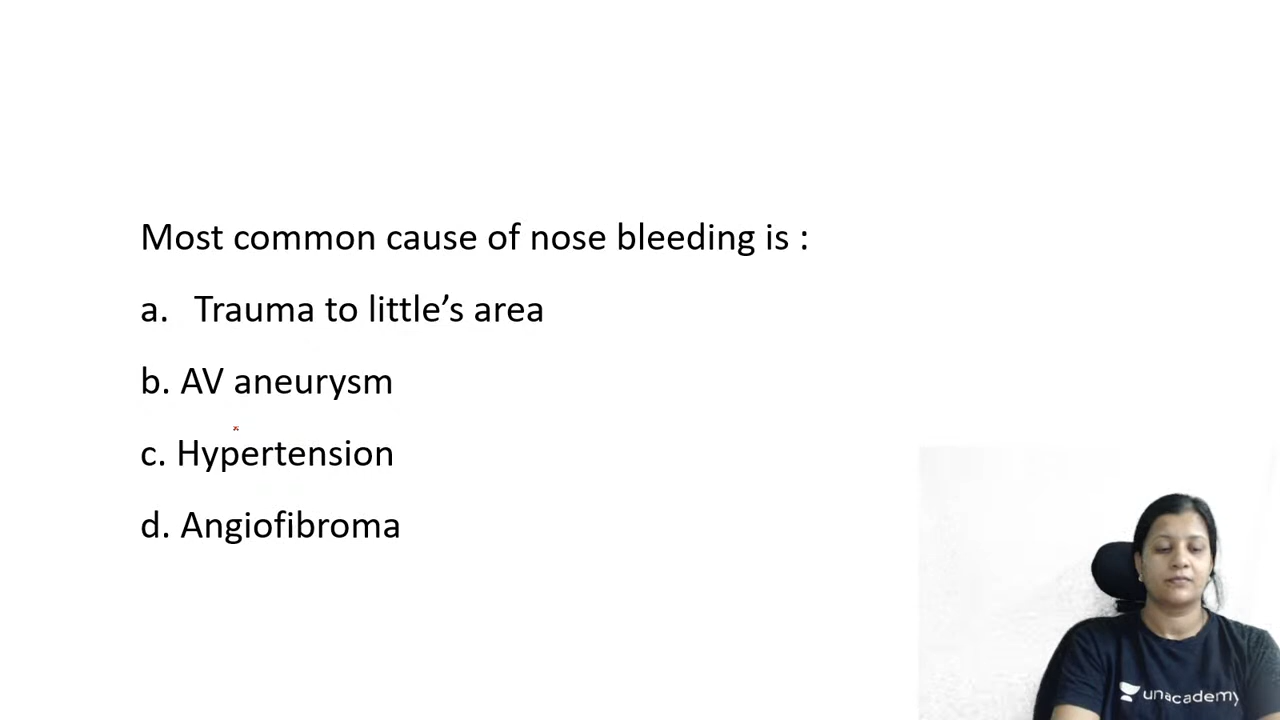 Most common cause of nose bleeding is :
a. Trauma to little’s area
b. AV aneurysm
c. Hypertension
d. Angiofibroma
unacademy